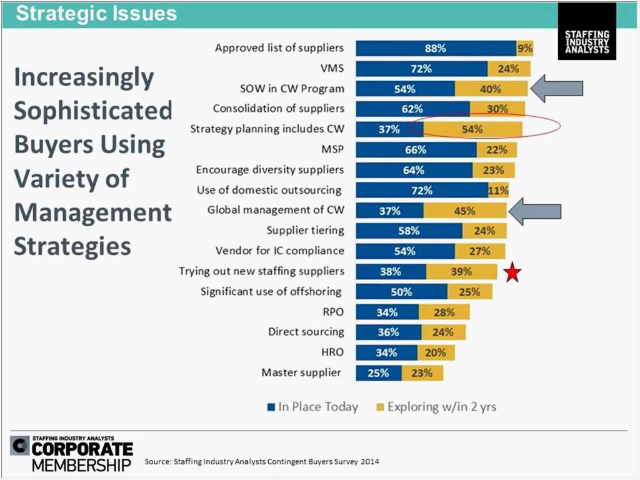 Strategic Issues
STAFFING
INDUSTRY
ANALYSTS
Increasingly
Sophisticated
Buyers Using
Variety of
Management
Strategies
Approved list of suppliers 88% 9%
VMS 72% 24%
SOW in CW Program 54% 40%
Consolidation of suppliers 62% 30%
Strategy planning includes CW 37% 54%
MSP 66% 22%
Encourage diversity suppliers 64% 23%
Use of domestic outsourcing 72% 11%
Global management of CW 37% 45%
Supplier tiering 58% 24%
Vendor for IC compliance 54% 27%
Trying out new staffing suppliers 38% 39%
Significant use of offshoring 50% 25%
RPO 34% 28%
Direct sourcing 36% 24%
HRO 34% 20%
Master supplier 25% 23%
In Place Today Exploring w/in 2 yrs
STAFFING INDUSTRY ANALYSTS
CORPORATE
MEMBERSHIP
Source: Staffing Industry Analysts Contingent Buyers Survey 2014